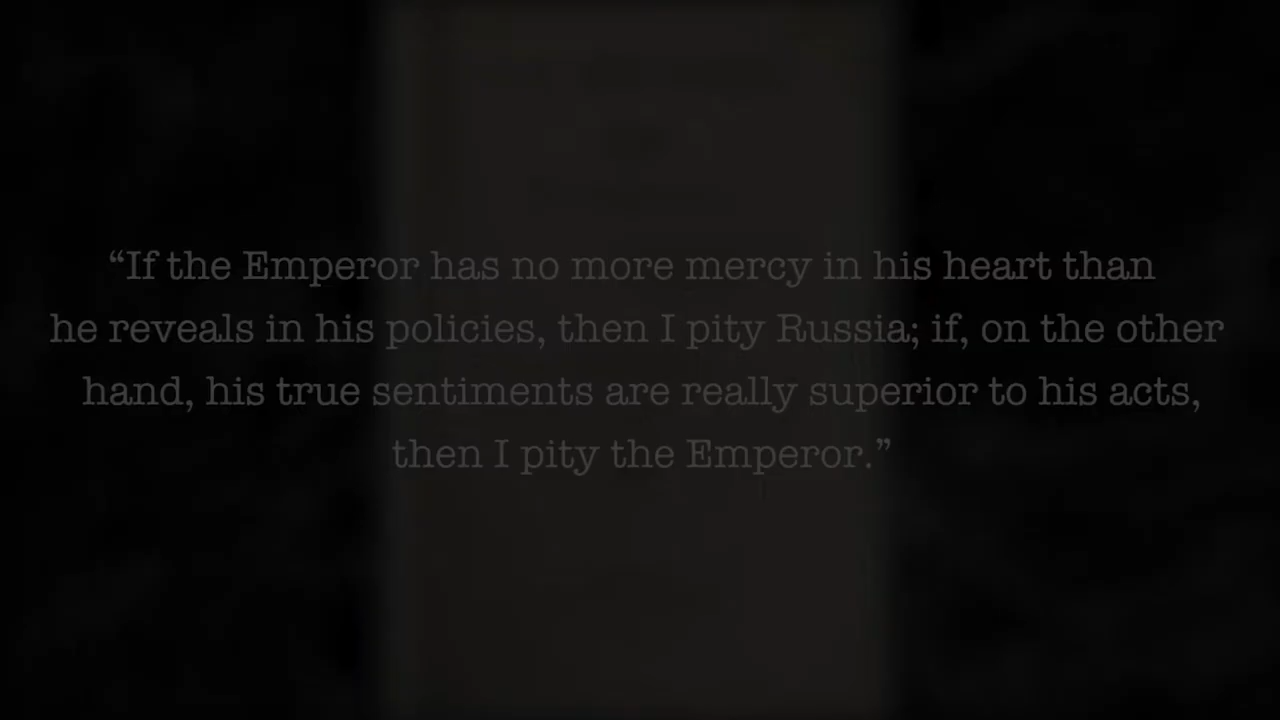 “If the Emperor has no more mercy in his heart than
he reveals in his policies, then I pity Russia; if, on the other
hand, his true sentiments are really superior to his acts,
then I pity the Emperor.”